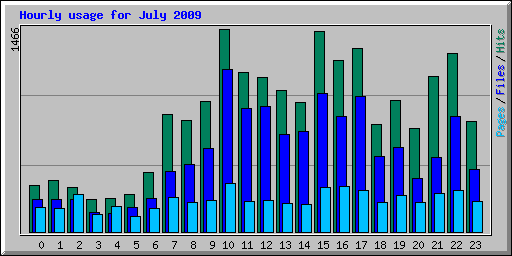 Hourly usage for July 2009
1466
Pages/Files/Hits
0 1 2 3 4 5 6 7 8 9 10 11 12 13 14 15 16 17 18 19 20 21 22 23